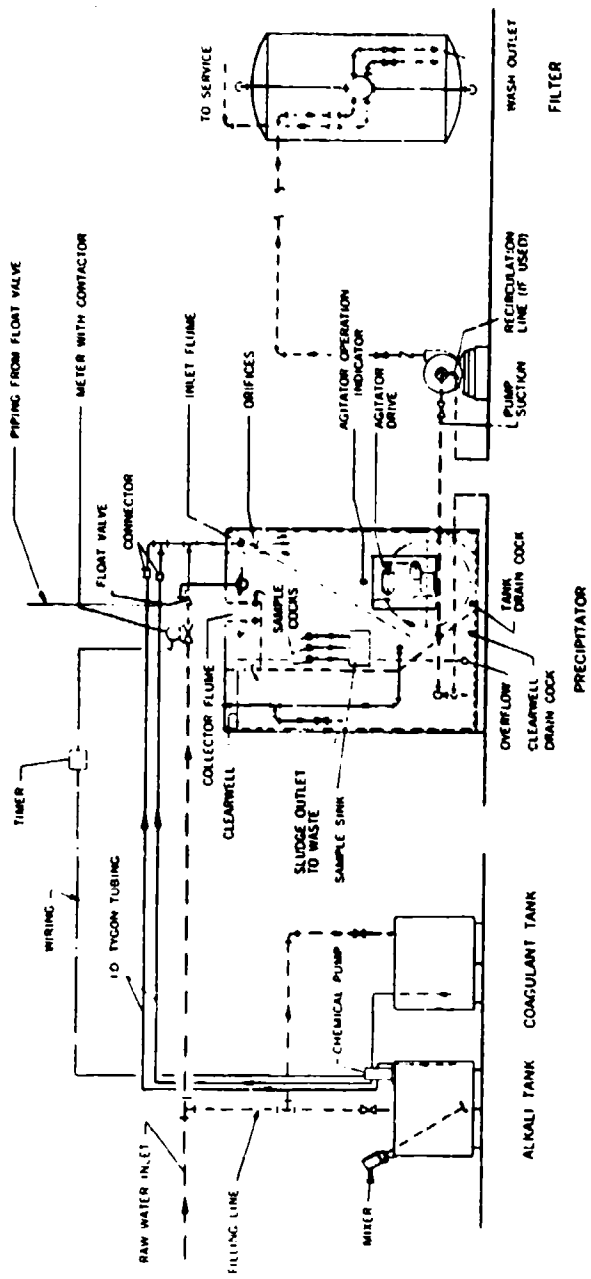 PIPING FROM FLOAT VALVE
METER WITH CONTACTOR
TIMER
CONNECTOR
WIRING
FLOAT VALVE
INLET FLUME
TO SERVICE
TYGON TUBING
ORIFICES
RAW WATER INLET
COLLECTOR FLUME
CLEARWELL
SAMPLE
COCKS
AGITATOR OPERATION
INDICATOR
AGITATOR
DRIVE
FILLING LINE
CHEMICAL PUMP
SLUDGE OUTLET
TO WASTE
SAMPLE SINK
MIXER
PUMP
SUCTION
RECIRCULATION
LINE (IF USED)
WASH OUTLET
OVERFLOW
CLEARWELL
DRAIN COCK
TANK
DRAIN COCK
ALKALI TANK
COAGULANT TANK
PRECIPITATOR
FILTER